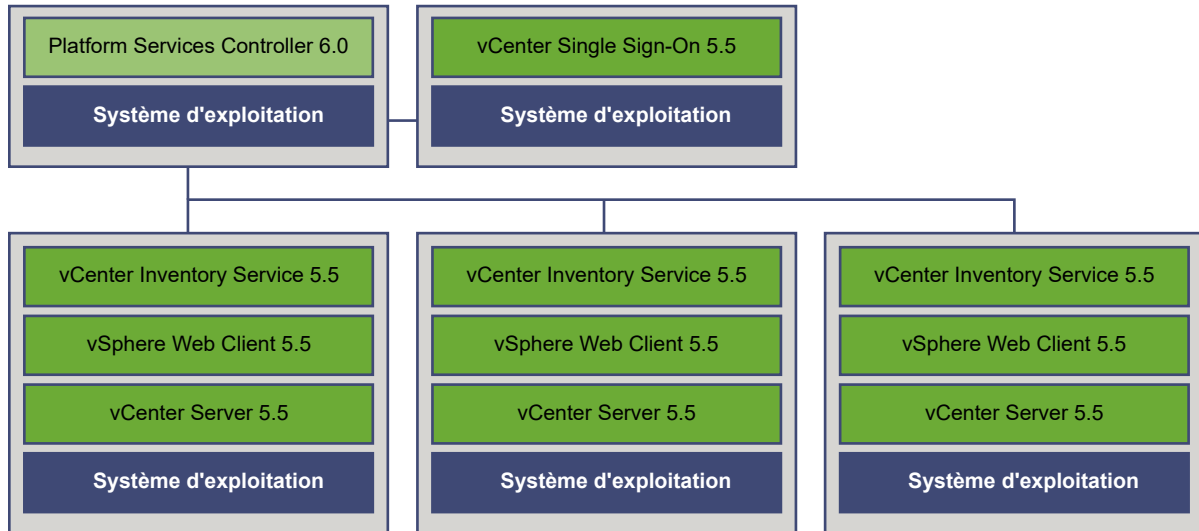 Platform Services Controller 6.0
Système d'exploitation
vCenter Single Sign-On 5.5
Système d'exploitation
vCenter Inventory Service 5.5
vSphere Web Client 5.5
vCenter Server 5.5
Système d'exploitation
vCenter Inventory Service 5.5
vSphere Web Client 5.5
vCenter Server 5.5
Système d'exploitation
vCenter Inventory Service 5.5
vSphere Web Client 5.5
vCenter Server 5.5
Système d'exploitation